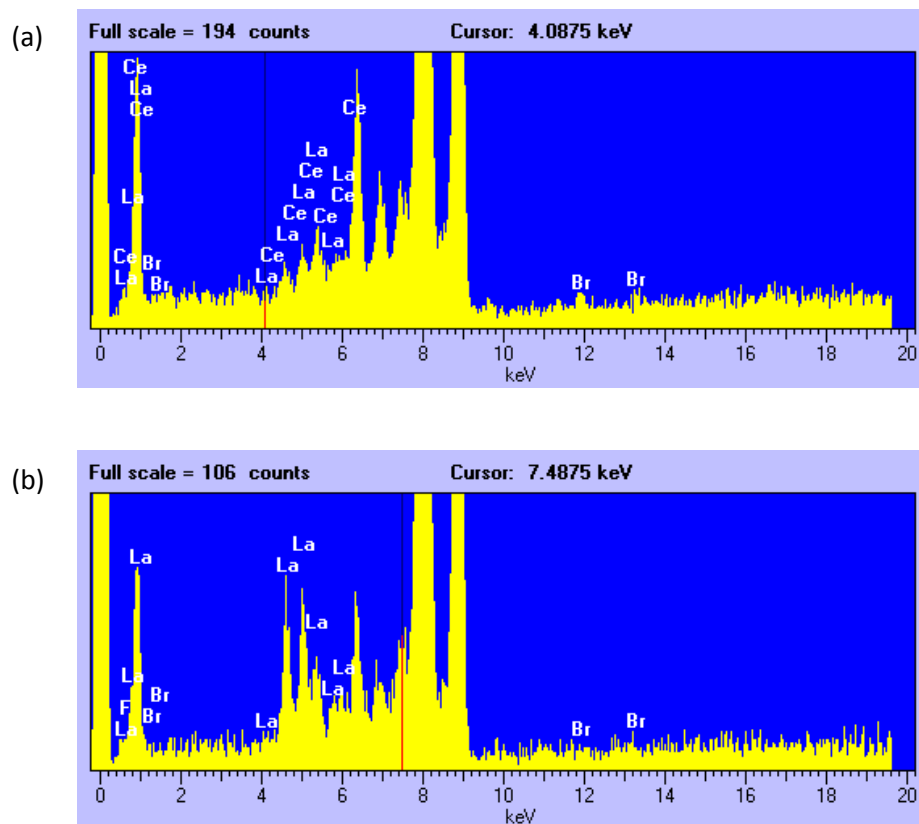 (a)
Full scale = 194 counts Cursor: 4.0875 keV
Ce
La
Ce
Ce
La
La
Ce
La
La
La
Ce
Ce
Ce
La
La
Ce
Br
Ce
La
Br
La
Br
Br
0 2 4 6 8 10 12 14 16 18 20
keV
(b)
Full scale = 106 counts Cursor: 7.4875 keV
La
La
La
La
La
La
La
Br
F
Br
La
La
Br
Br
0 2 4 6 8 10 12 14 16 18 20
keV